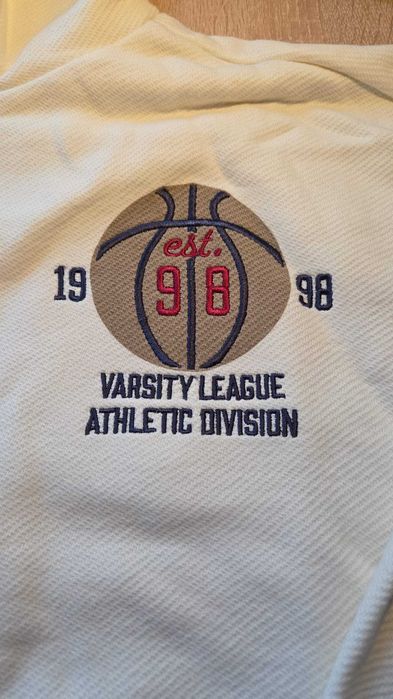 est.
19 98 98
VARSITY LEAGUE
ATHLETIC DIVISION